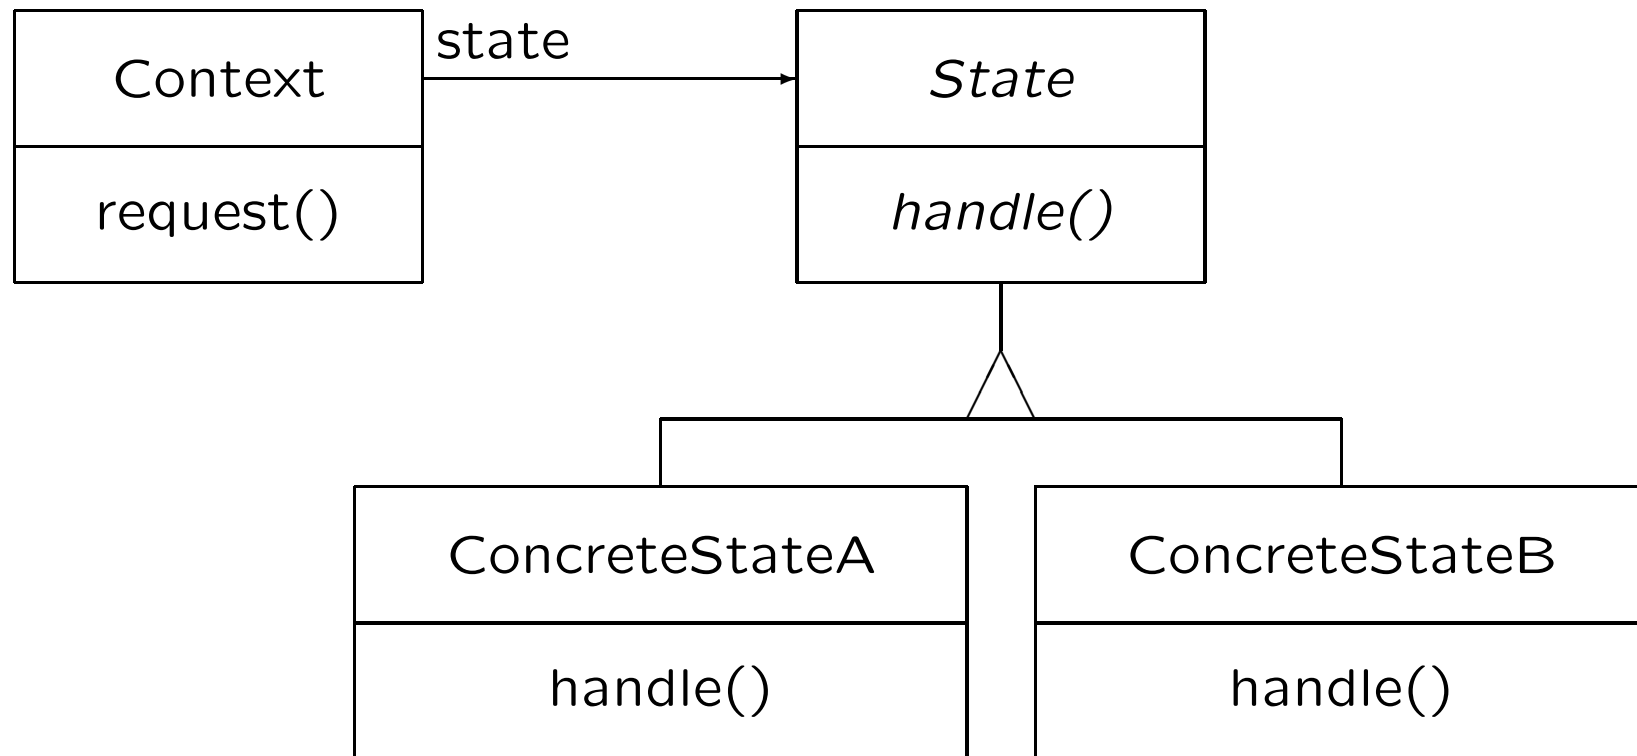 Context
state
State
request()
handle()
ConcreteStateA
ConcreteStateB
handle()
handle()